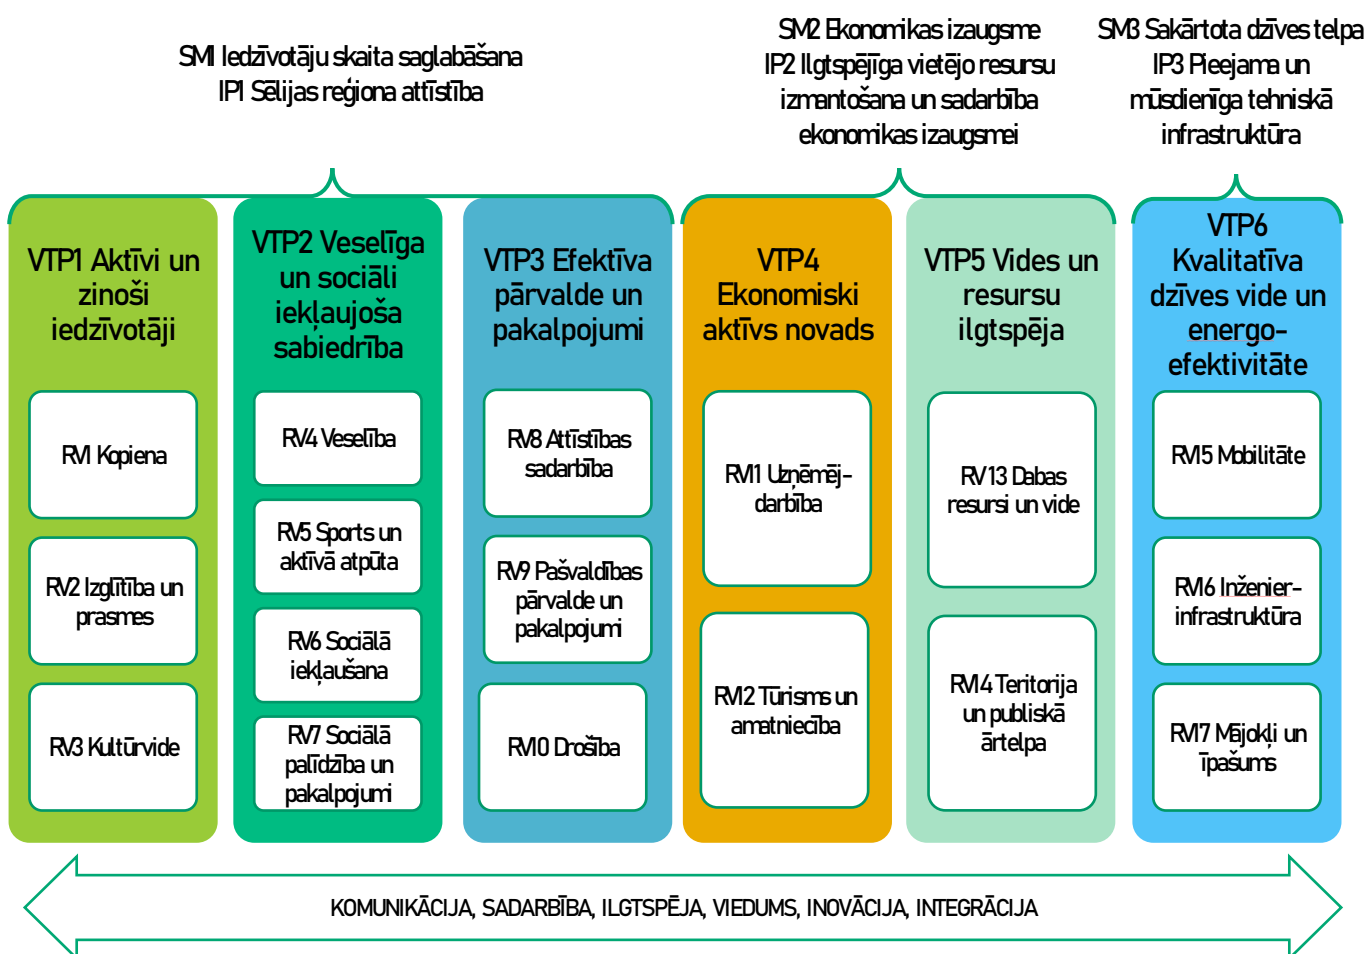 SM1 Iedzīvotāju skaita saglabāšana
IP1 Sēlijas reģiona attīstība
SM2 Ekonomikas izaugsme
IP2 Ilgtspējīga vietējo resursu
izmantošana un sadarbība
ekonomikas izaugsmei
SM3 Sakārtota dzīves telpa
IP3 Pieejama un
mūsdienīga tehniskā
infrastruktūra
VTP1 Aktīvi un
zinoši
iedzīvotāji
RV1 Kopiena
RV2 Izglītība un
prasmes
RV3 Kultūrvide
VTP2 Veselīga
un sociāli
iekļaujoša
sabiedrība
RV4 Veselība
RV5 Sports un
aktīvā atpūta
RV6 Sociālā
iekļaušana
RV7 Sociālā
palīdzība un
pakalpojumi
VTP3 Efektīva
pārvalde un
pakalpojumi
RV8 Attīstības
sadarbība
RV9 Pašvaldības
pārvalde un
pakalpojumi
RV10 Drošība
VTP4
Ekonomiski
aktīvs novads
RV11 Uzņēmēj-
darbība
RV12 Tūrisms un
amatniecība
VTP5 Vides un
resursu
ilgtspēja
RV 13 Dabas
resursi un vide
RV14 Teritorija
un publiskā
ārtelpa
VTP6
Kvalitatīva
dzīves vide un
energo-
efektivitāte
RV15 Mobilitāte
RV16 Inženier-
infrastruktūra
RV17 Mājokļi un
īpašums
KOMUNIKĀCIJA, SADARBĪBA, ILGTSPĒJA, VIEDUMS, INOVĀCIJA, INTEGRĀCIJA